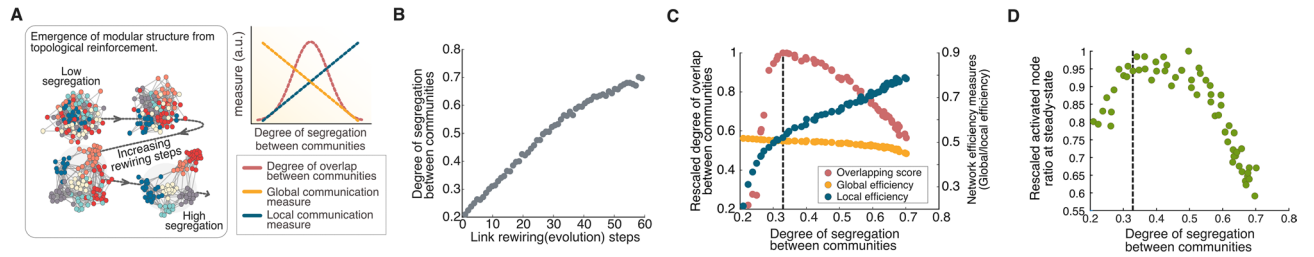 A
Emergence of modular structure from
topological reinforcement.
Low
segregation
Increasing
rewiring steps
High
segregation
measure (a.u.)
Degree of segregation
between communities
Degree of overlap
between communities
Global communication
measure
Local communication
measure
B
Degree of segregation
between communities
0.8
0.7
0.6
0.5
0.4
0.3
0.2
0 10 20 30 40 50 60
Link rewiring(evolution) steps
C
Rescaled degree of overlap
between communities
1
0.8
0.6
0.4
0.2
0.9
0.7
0.5
0.3
Network efficiency measures
(Global/local efficiency)
Overlapping score
Global efficiency
Local efficiency
0.2 0.3 0.4 0.5 0.6 0.7 0.8
Degree of segregation
between communities
D
Rescaled activated node
ratio at steady-state
1
0.95
0.9
0.85
0.8
0.75
0.7
0.65
0.6
0.55
0.2 0.3 0.4 0.5 0.6 0.7 0.8
Degree of segregation
between communities